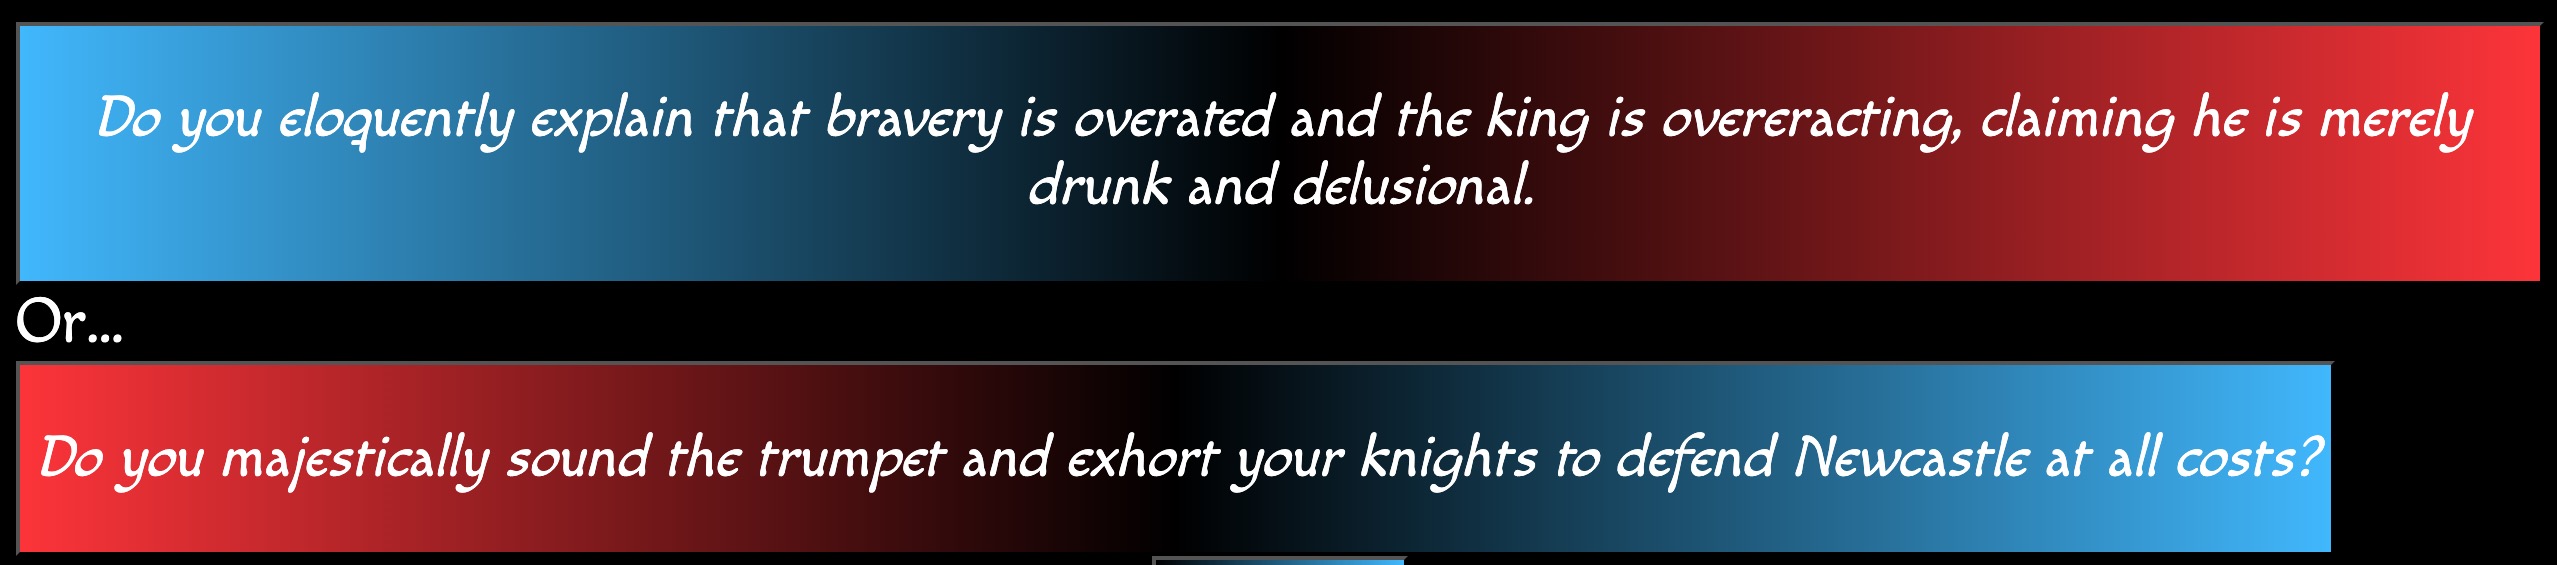 Do you eloquently explain that bravery is overated and the king is overeracting, claiming he is merely
drunk and delusional.
Or...
Do you majestically sound the trumpet and exhort your knights to defend Newcastle at all costs?